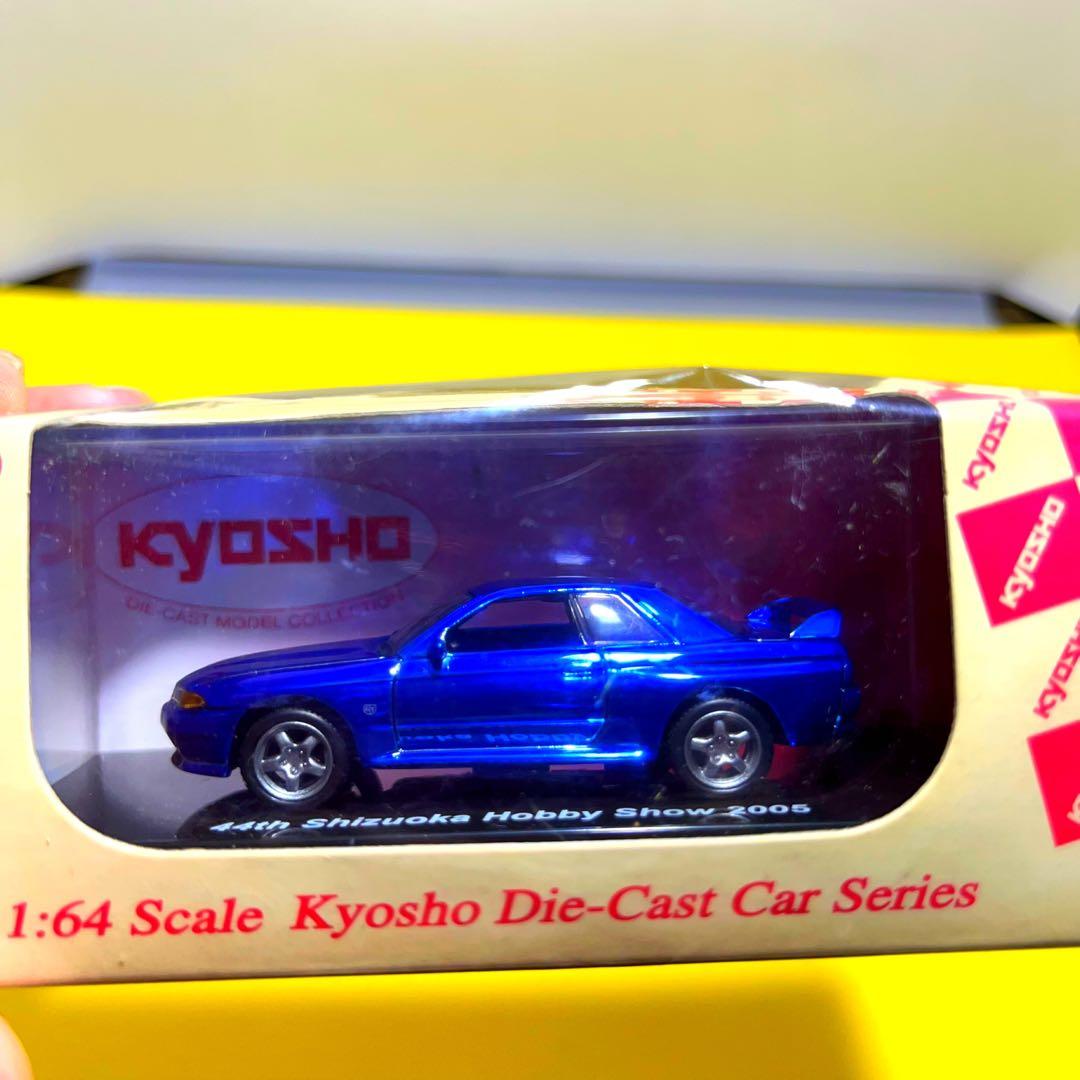 KYOSHO
DIE-CAST MODEL COLLECTION
44th Shizuoka Hobby Show 2005
1:64 Scale Kyosho Die-Cast Car Series
KYOSHO
KYOSHO
KYOSHO